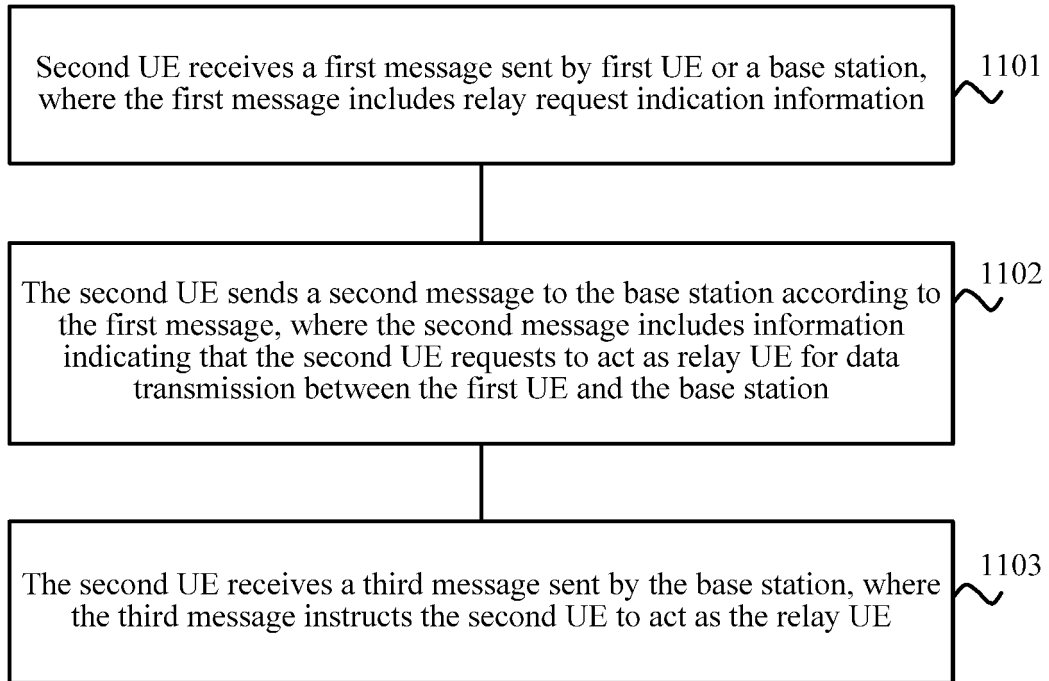 Second UE receives a first message sent by first UE or a base station,
where the first message includes relay request indication information
1101
The second UE sends a second message to the base station according to
the first message, where the second message includes information
indicating that the second UE requests to act as relay UE for data
transmission between the first UE and the base station
1102
The second UE receives a third message sent by the base station, where
the third message instructs the second UE to act as the relay UE
1103